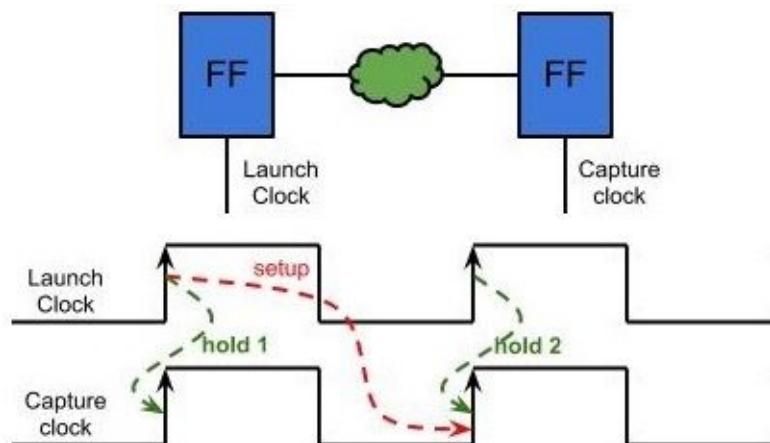 FF
FF
Launch
Clock
Capture
clock
Launch
Clock
setup
hold 1
hold 2
Capture
clock